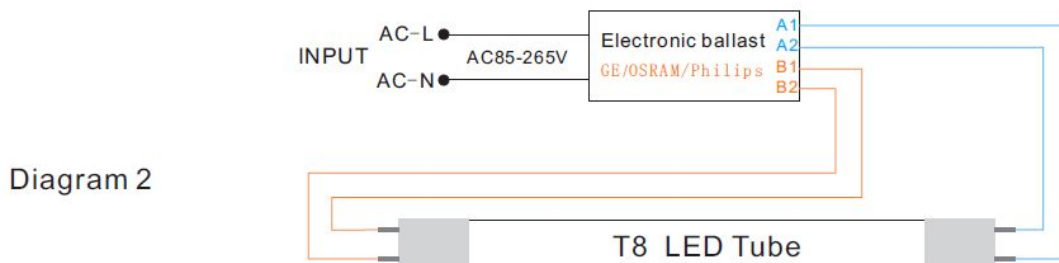 INPUT
AC-L
AC-N
AC85-265V
Electronic ballast
GE/OSRAM/Philips
A1
A2
B1
B2
Diagram 2
T8 LED Tube